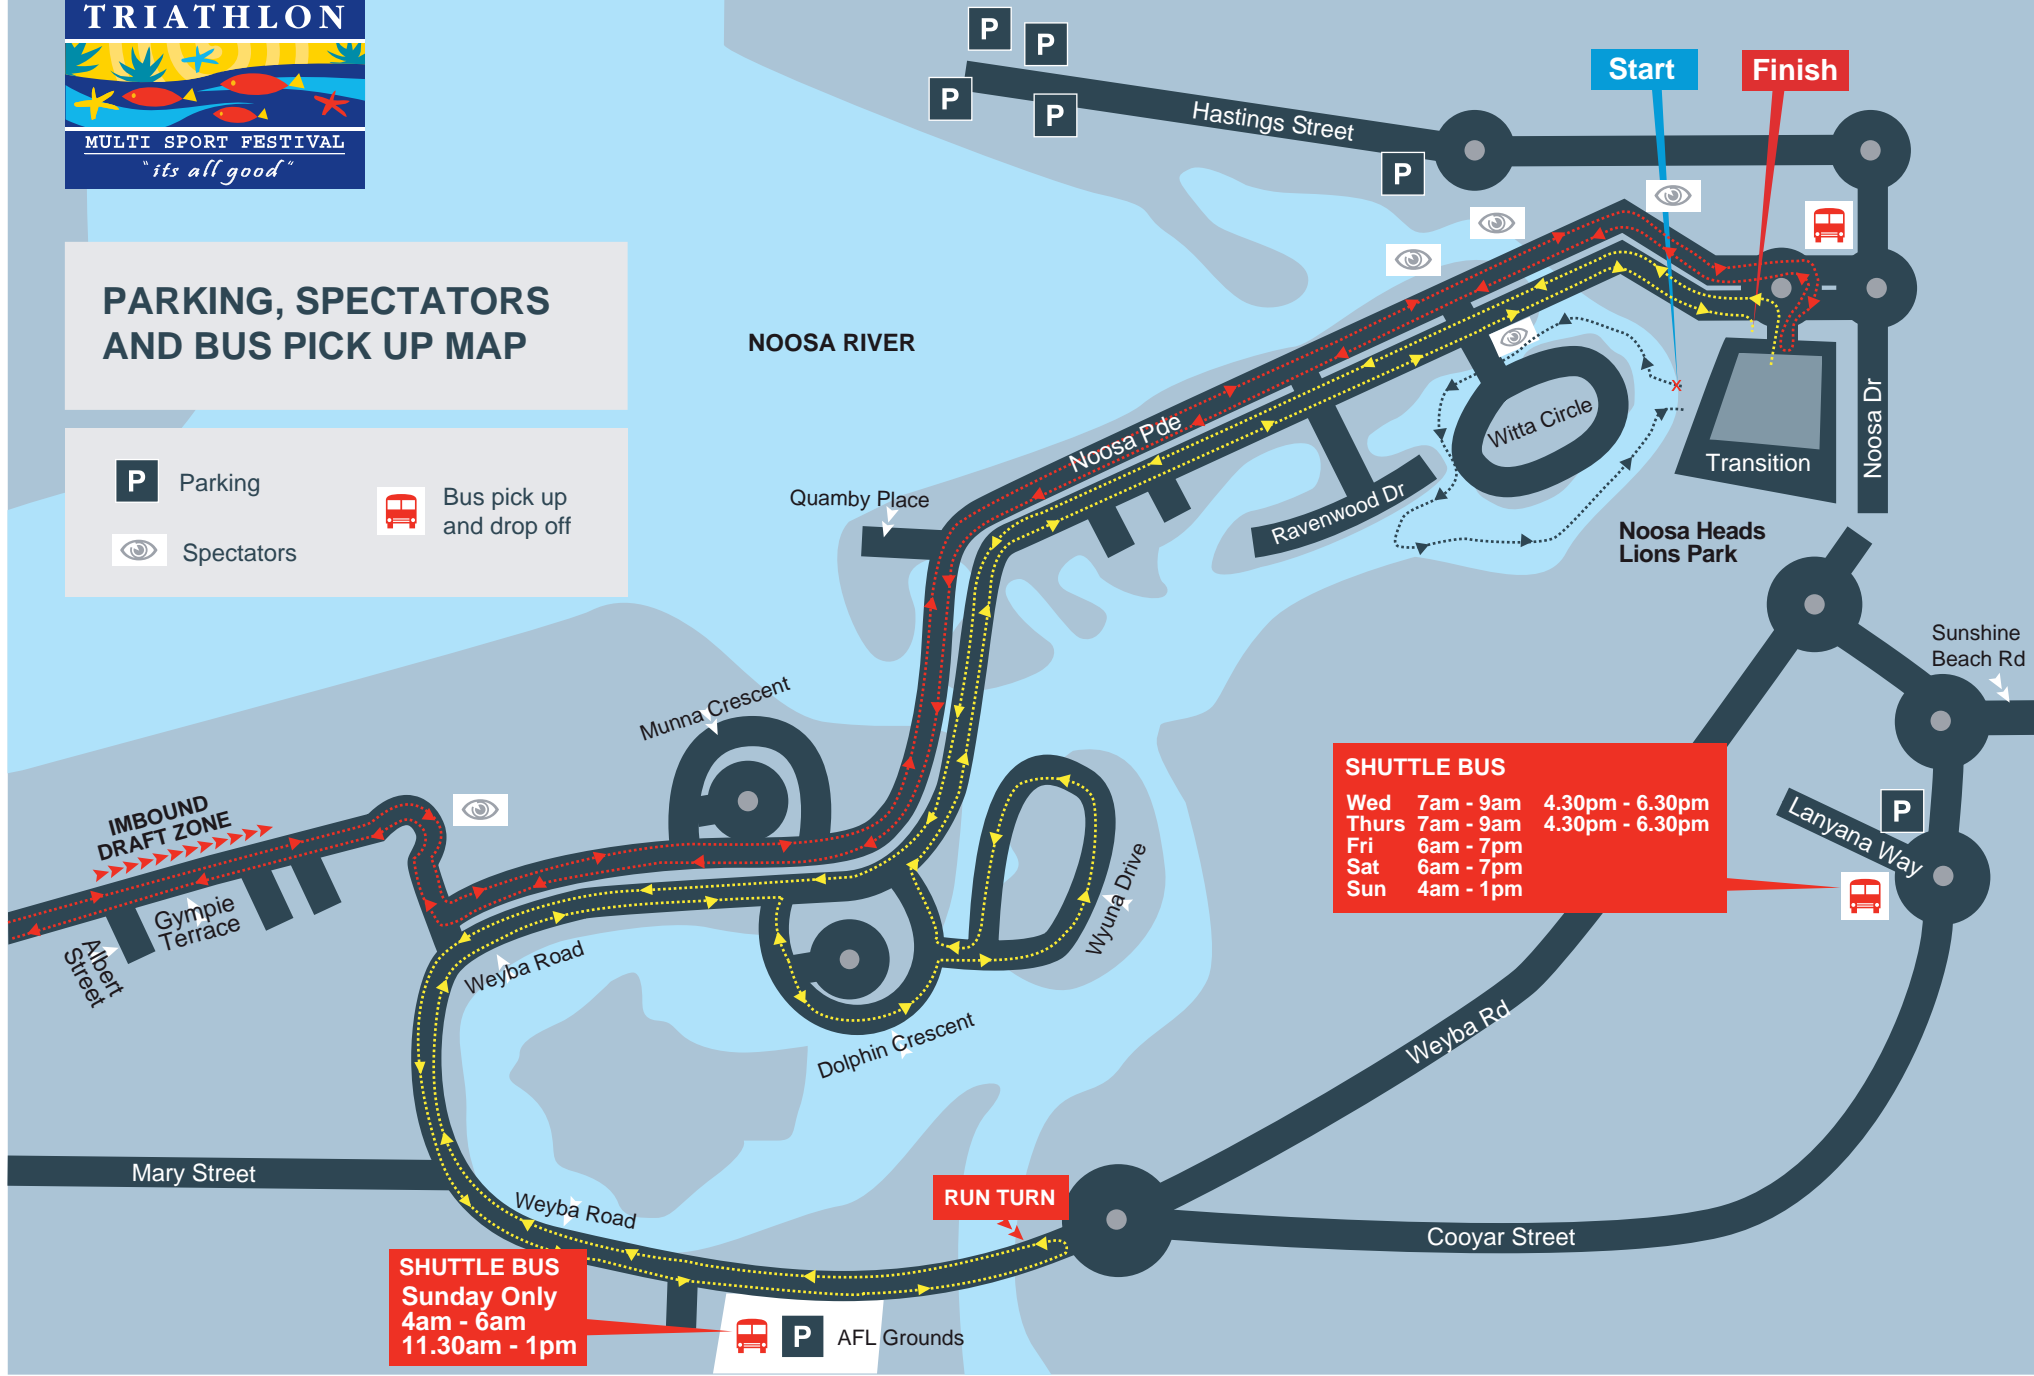 TRIATHLON
MULTI SPORT FESTIVAL
"its all good"
PARKING, SPECTATORS
AND BUS PICK UP MAP
P Parking
Spectators
Bus pick up
and drop off
P
P
P
P
P
Hastings Street
Start
Finish
NOOSA RIVER
Noosa Pde
Quamby Place
Ravenwood Dr
Witta Circle
x
Transition
Noosa Dr
Noosa Heads
Lions Park
Sunshine
Beach Rd
Munna Crescent
IMBOUND
DRAFT ZONE
Gympie
Terrace
Albert
Street
Weyba Road
Wyuna Drive
Dolphin Crescent
SHUTTLE BUS
Wed 7am - 9am 4.30pm - 6.30pm
Thurs 7am - 9am 4.30pm - 6.30pm
Fri 6am - 7pm
Sat 6am - 7pm
Sun 4am - 1pm
P
Lanyana Way
Weyba Rd
Mary Street
Weyba Road
RUN TURN
Cooyar Street
SHUTTLE BUS
Sunday Only
4am - 6am
11.30am - 1pm
P AFL Grounds